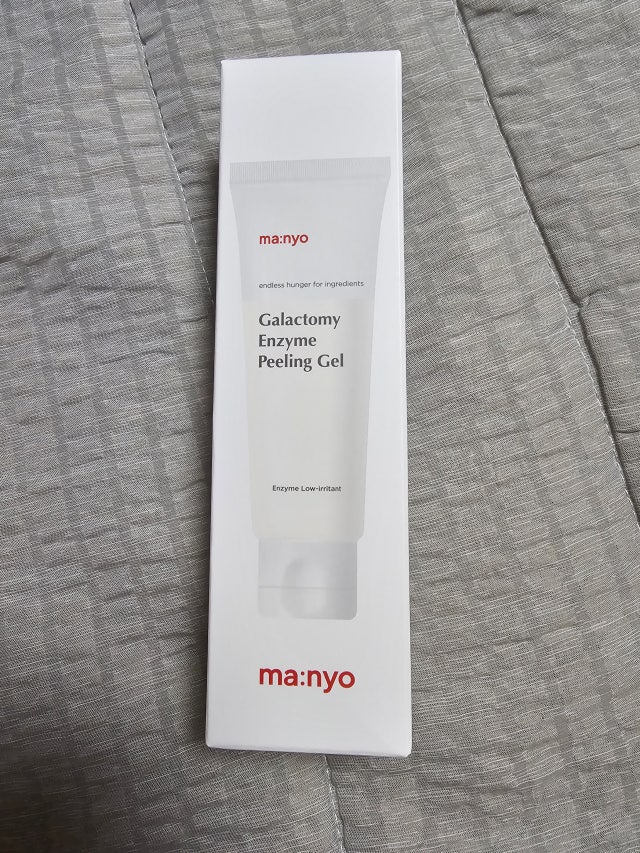 ma:nyo
endless hunger for ingredients
Galactomy
Enzyme
Peeling Gel
Enzyme Low-irritant
ma:nyo